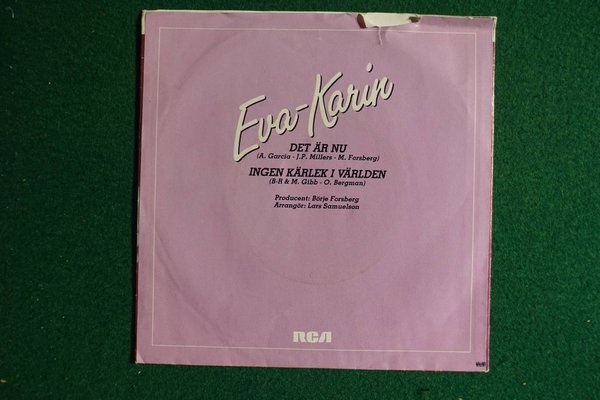 Eva-Karin
DET ÄR NU
(A. Garcia - J.P. Millers - M. Forsberg)
INGEN KÄRLEK I VÄRLDEN
(B-R & M. Gibb - O. Bergman)
Producent: Börje Forsberg
Arrangör: Lars Samuelson
RCA